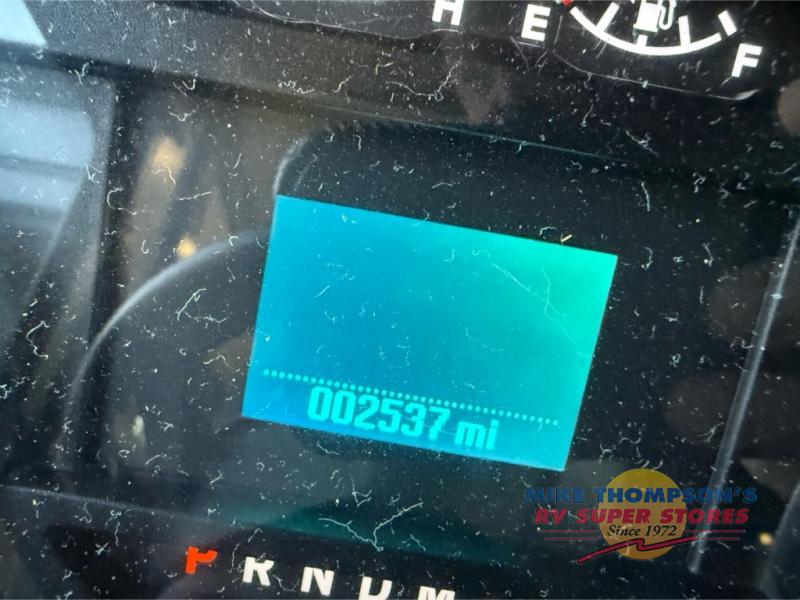 H E F
002537 mi
MIKE THOMPSON'S
RV SUPER STORES
Since 1972
P R N D M